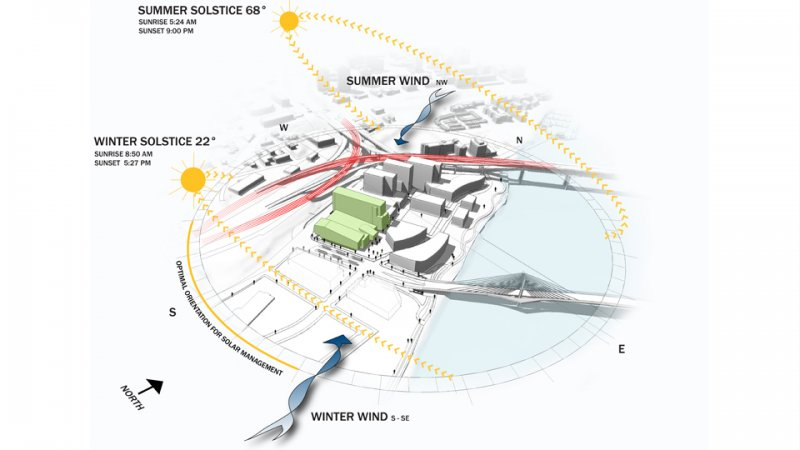 SUMMER SOLSTICE 68°
SUNRISE 5:24 AM
SUNSET 9:00 PM
SUMMER WIND NW
W
N
WINTER SOLSTICE 22°
SUNRISE 8:50 AM
SUNSET 5:27 PM
OPTIMAL ORIENTATION FOR SOLAR MANAGEMENT
S
E
NORTH
WINTER WIND S - SE